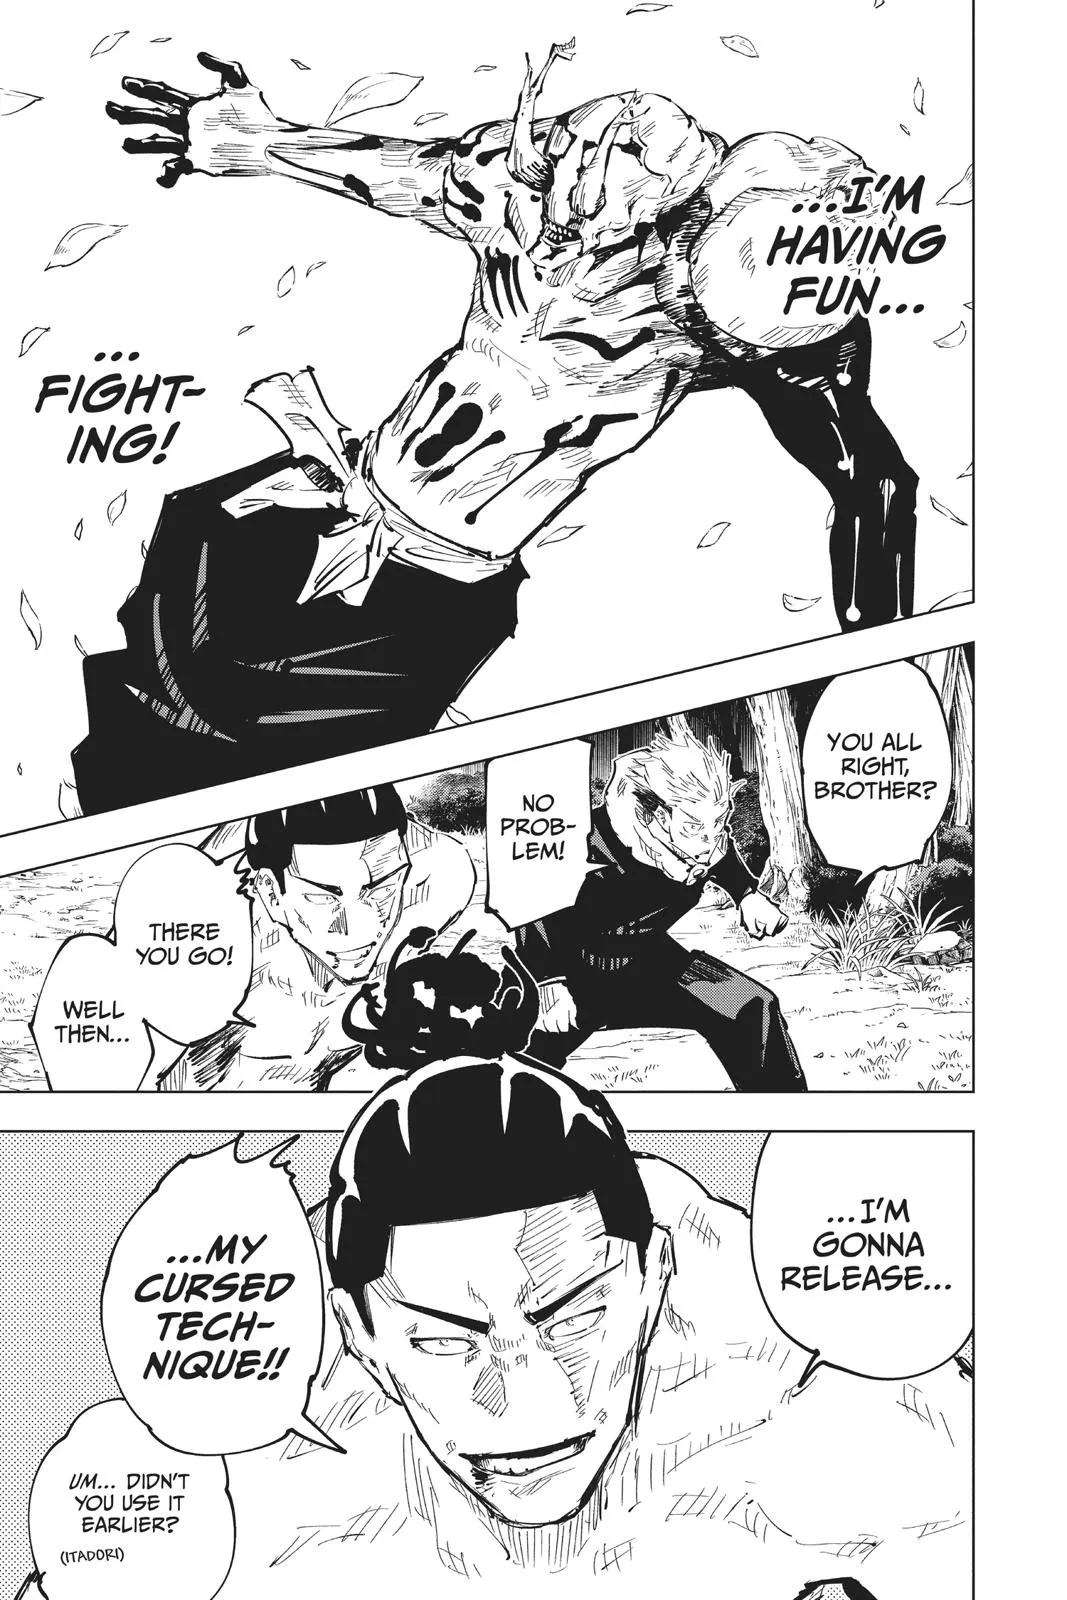 ...I'M
HAVING
FUN...
...
FIGHT-
ING!
YOU ALL
RIGHT,
BROTHER?
NO
PROB-
LEM!
THERE
YOU GO!
WELL
THEN...
...I'M
GONNA
RELEASE...
...MY
CURSED
TECH-
NIQUE!!
UM... DIDN'T
YOU USE IT
EARLIER?
(ITADORI)